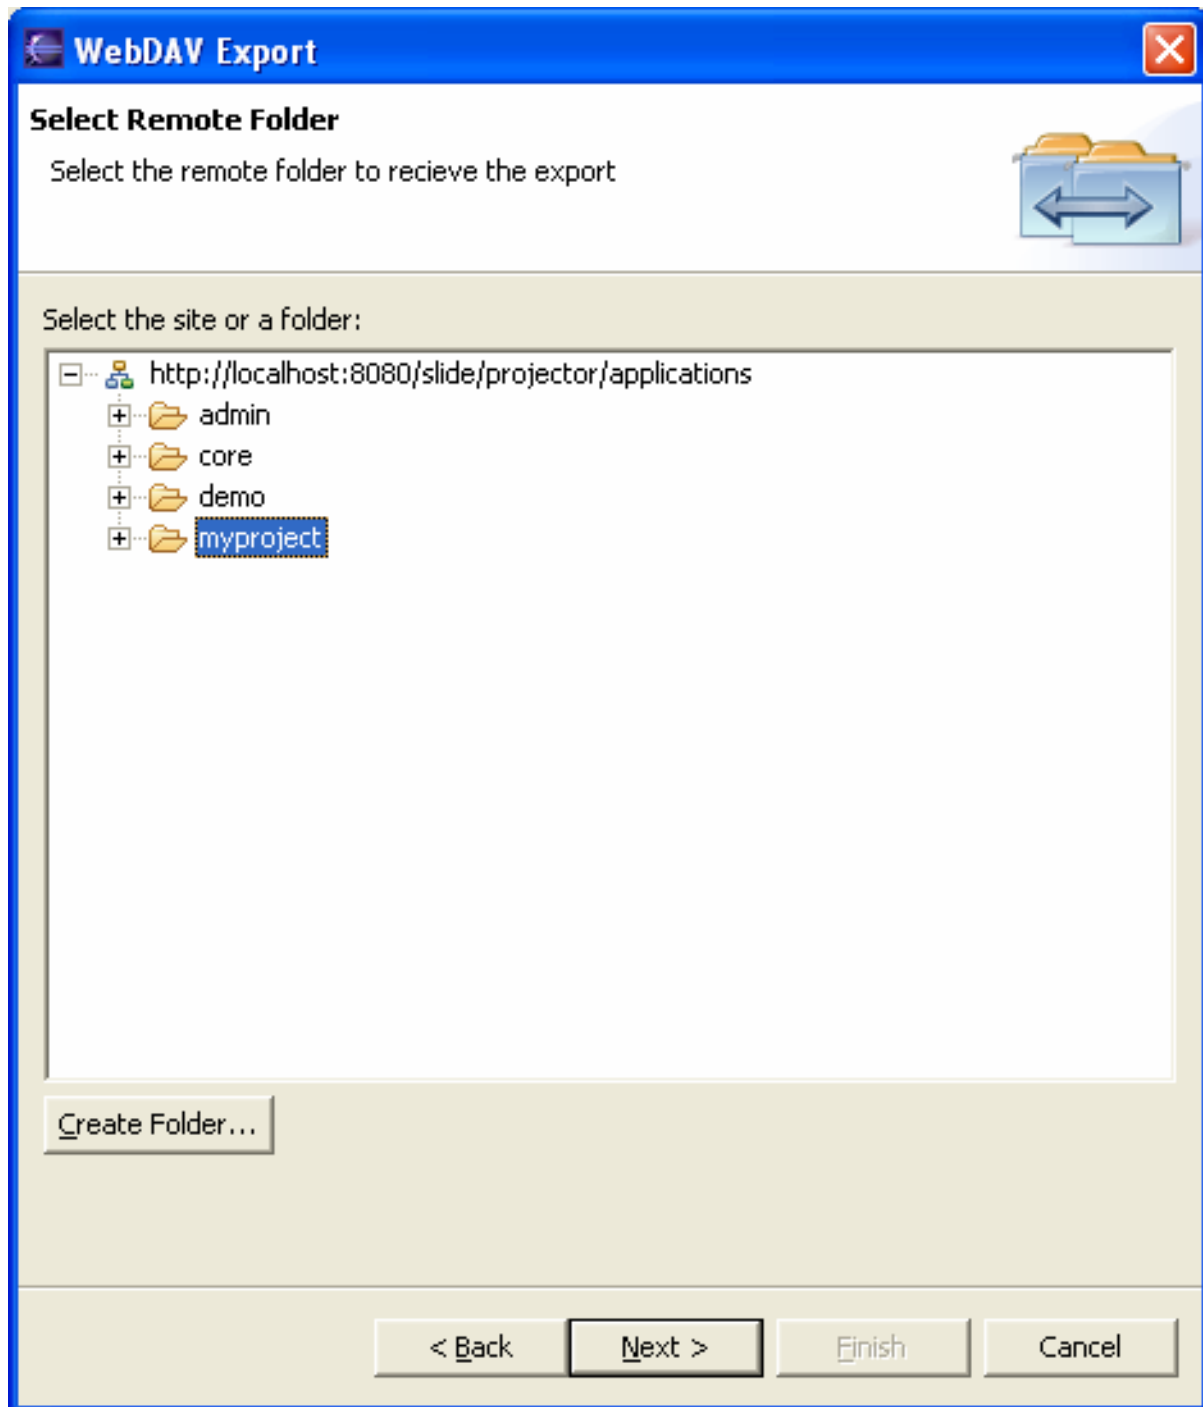 WebDAV Export
Select Remote Folder
Select the remote folder to recieve the export
Select the site or a folder:
http://localhost:8080/slide/projector/applications
admin
core
demo
myproject
Create Folder...
< Back Next > Finish Cancel